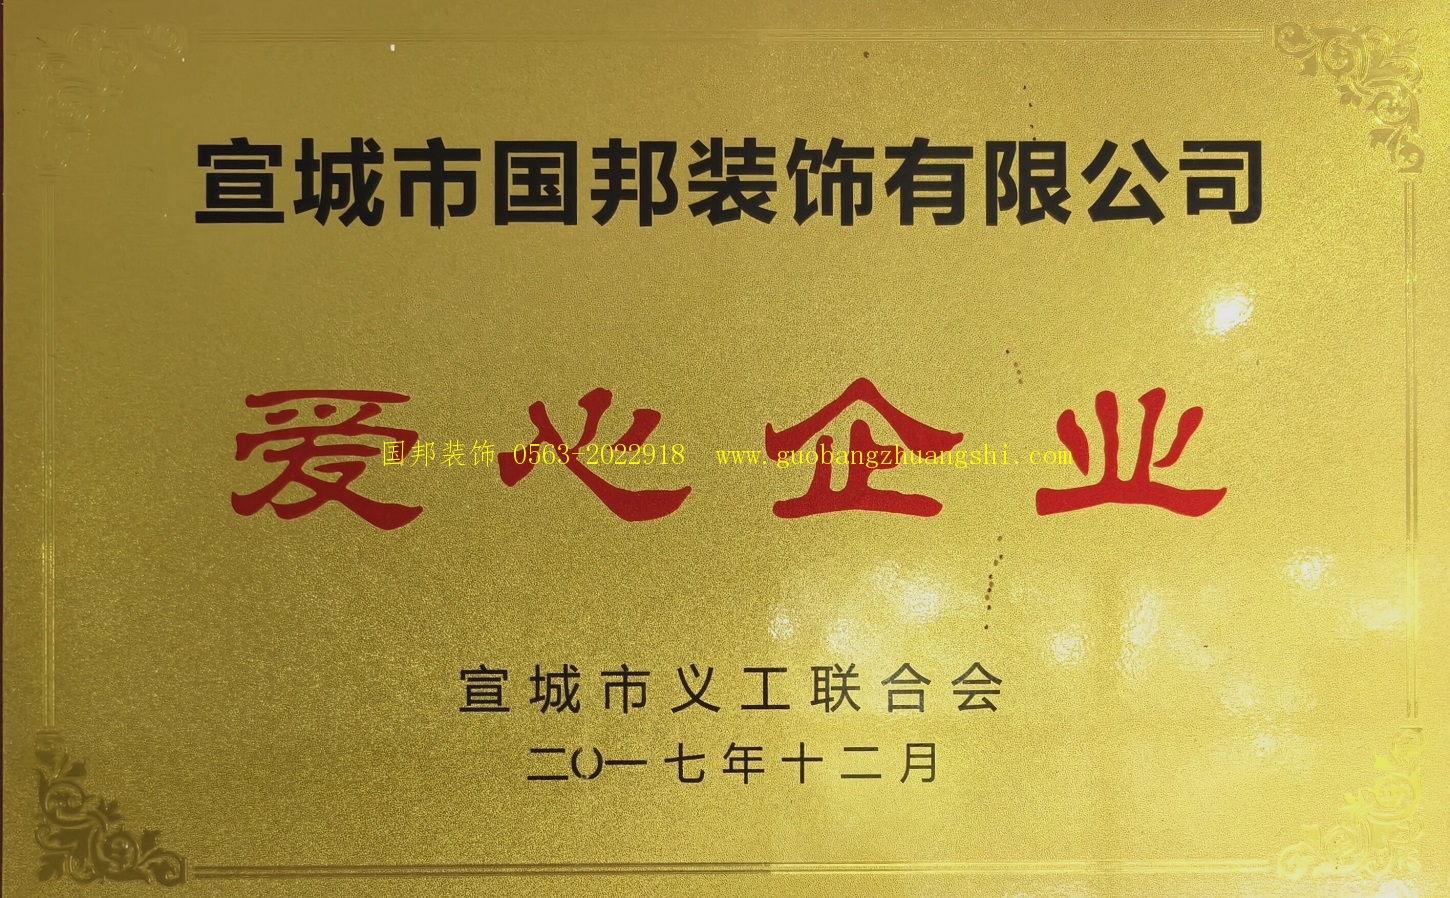 宣城市国邦装饰有限公司
爱心企业
国邦装饰 0563-2022918 www.guobangzhuangshi.com
宣城市义工联合会
二〇一七年十二月